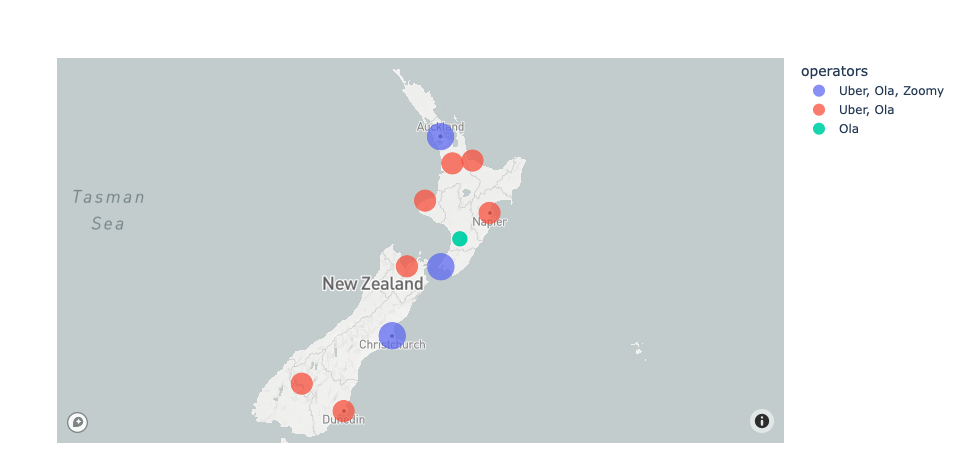 operators
Uber, Ola, Zoomy
Uber, Ola
Ola
Auckland
Tasman
Sea
Napier
New Zealand
Christchurch
Dunedin